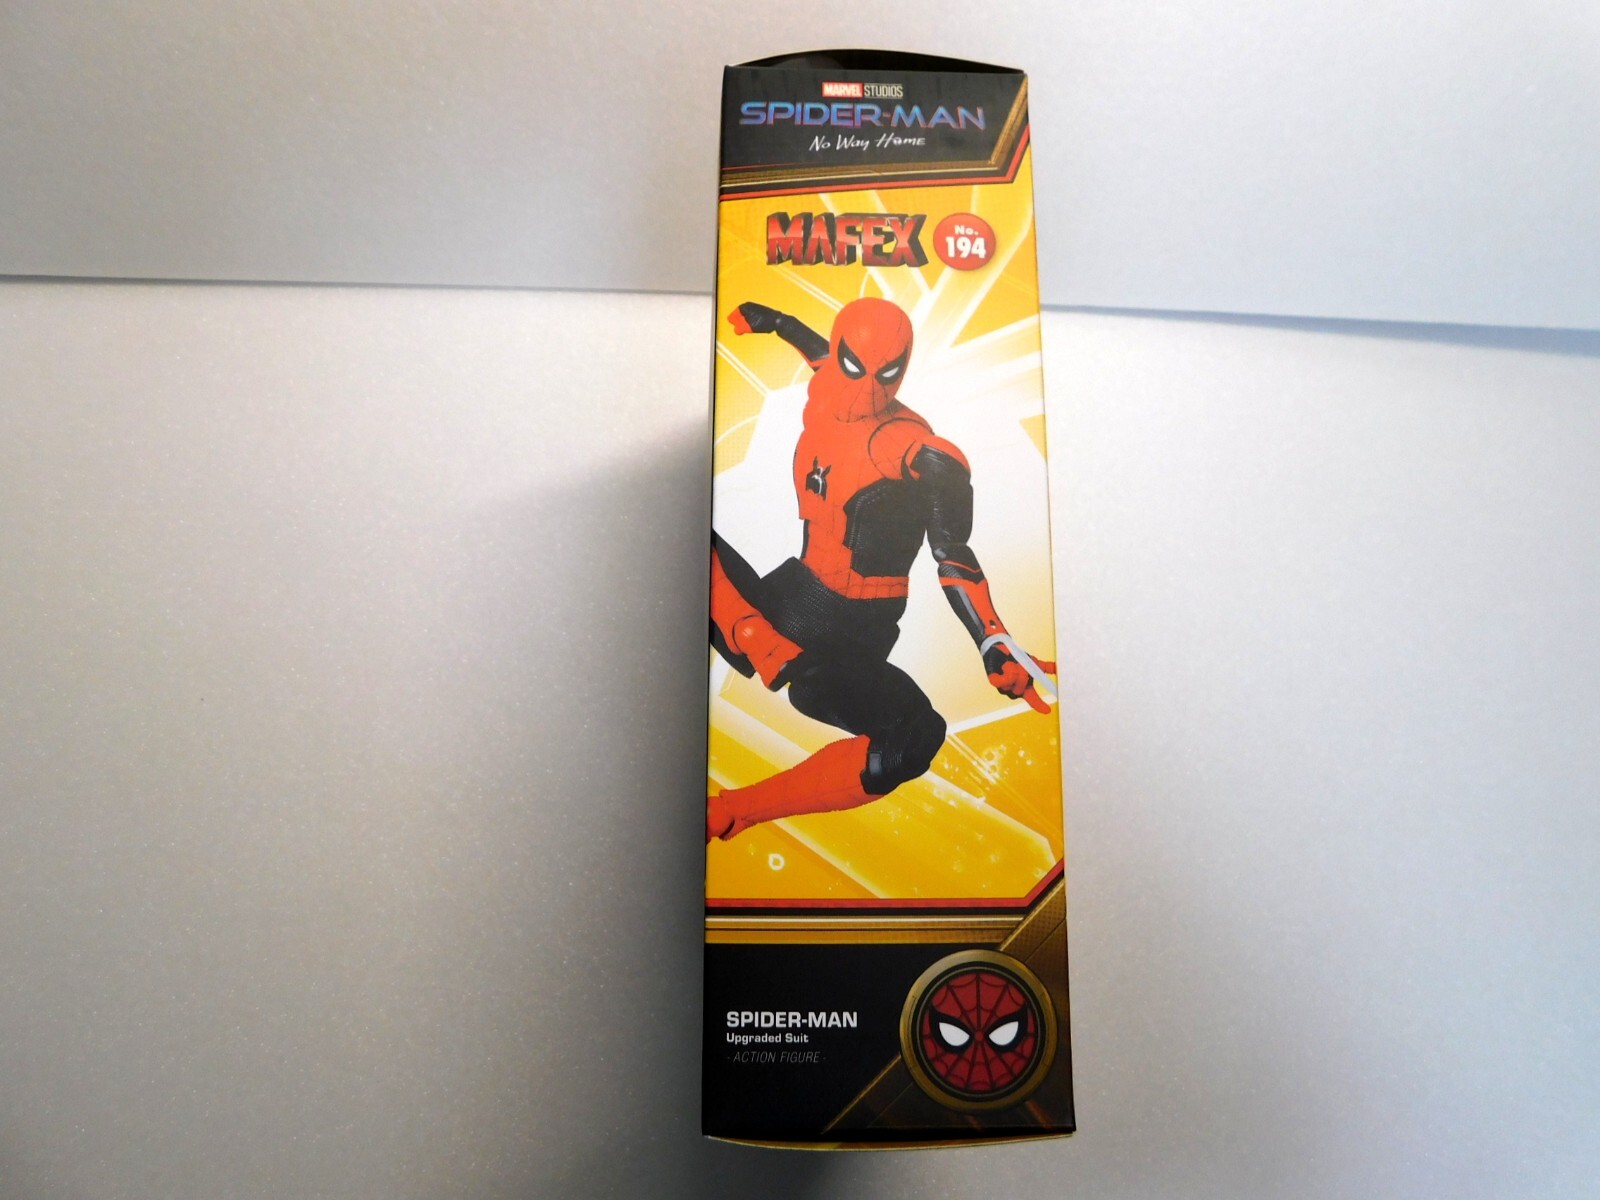 MARVEL STUDIOS
SPIDER-MAN
No Way Home
MAFEX No. 194
SPIDER-MAN
Upgraded Suit
- ACTION FIGURE -